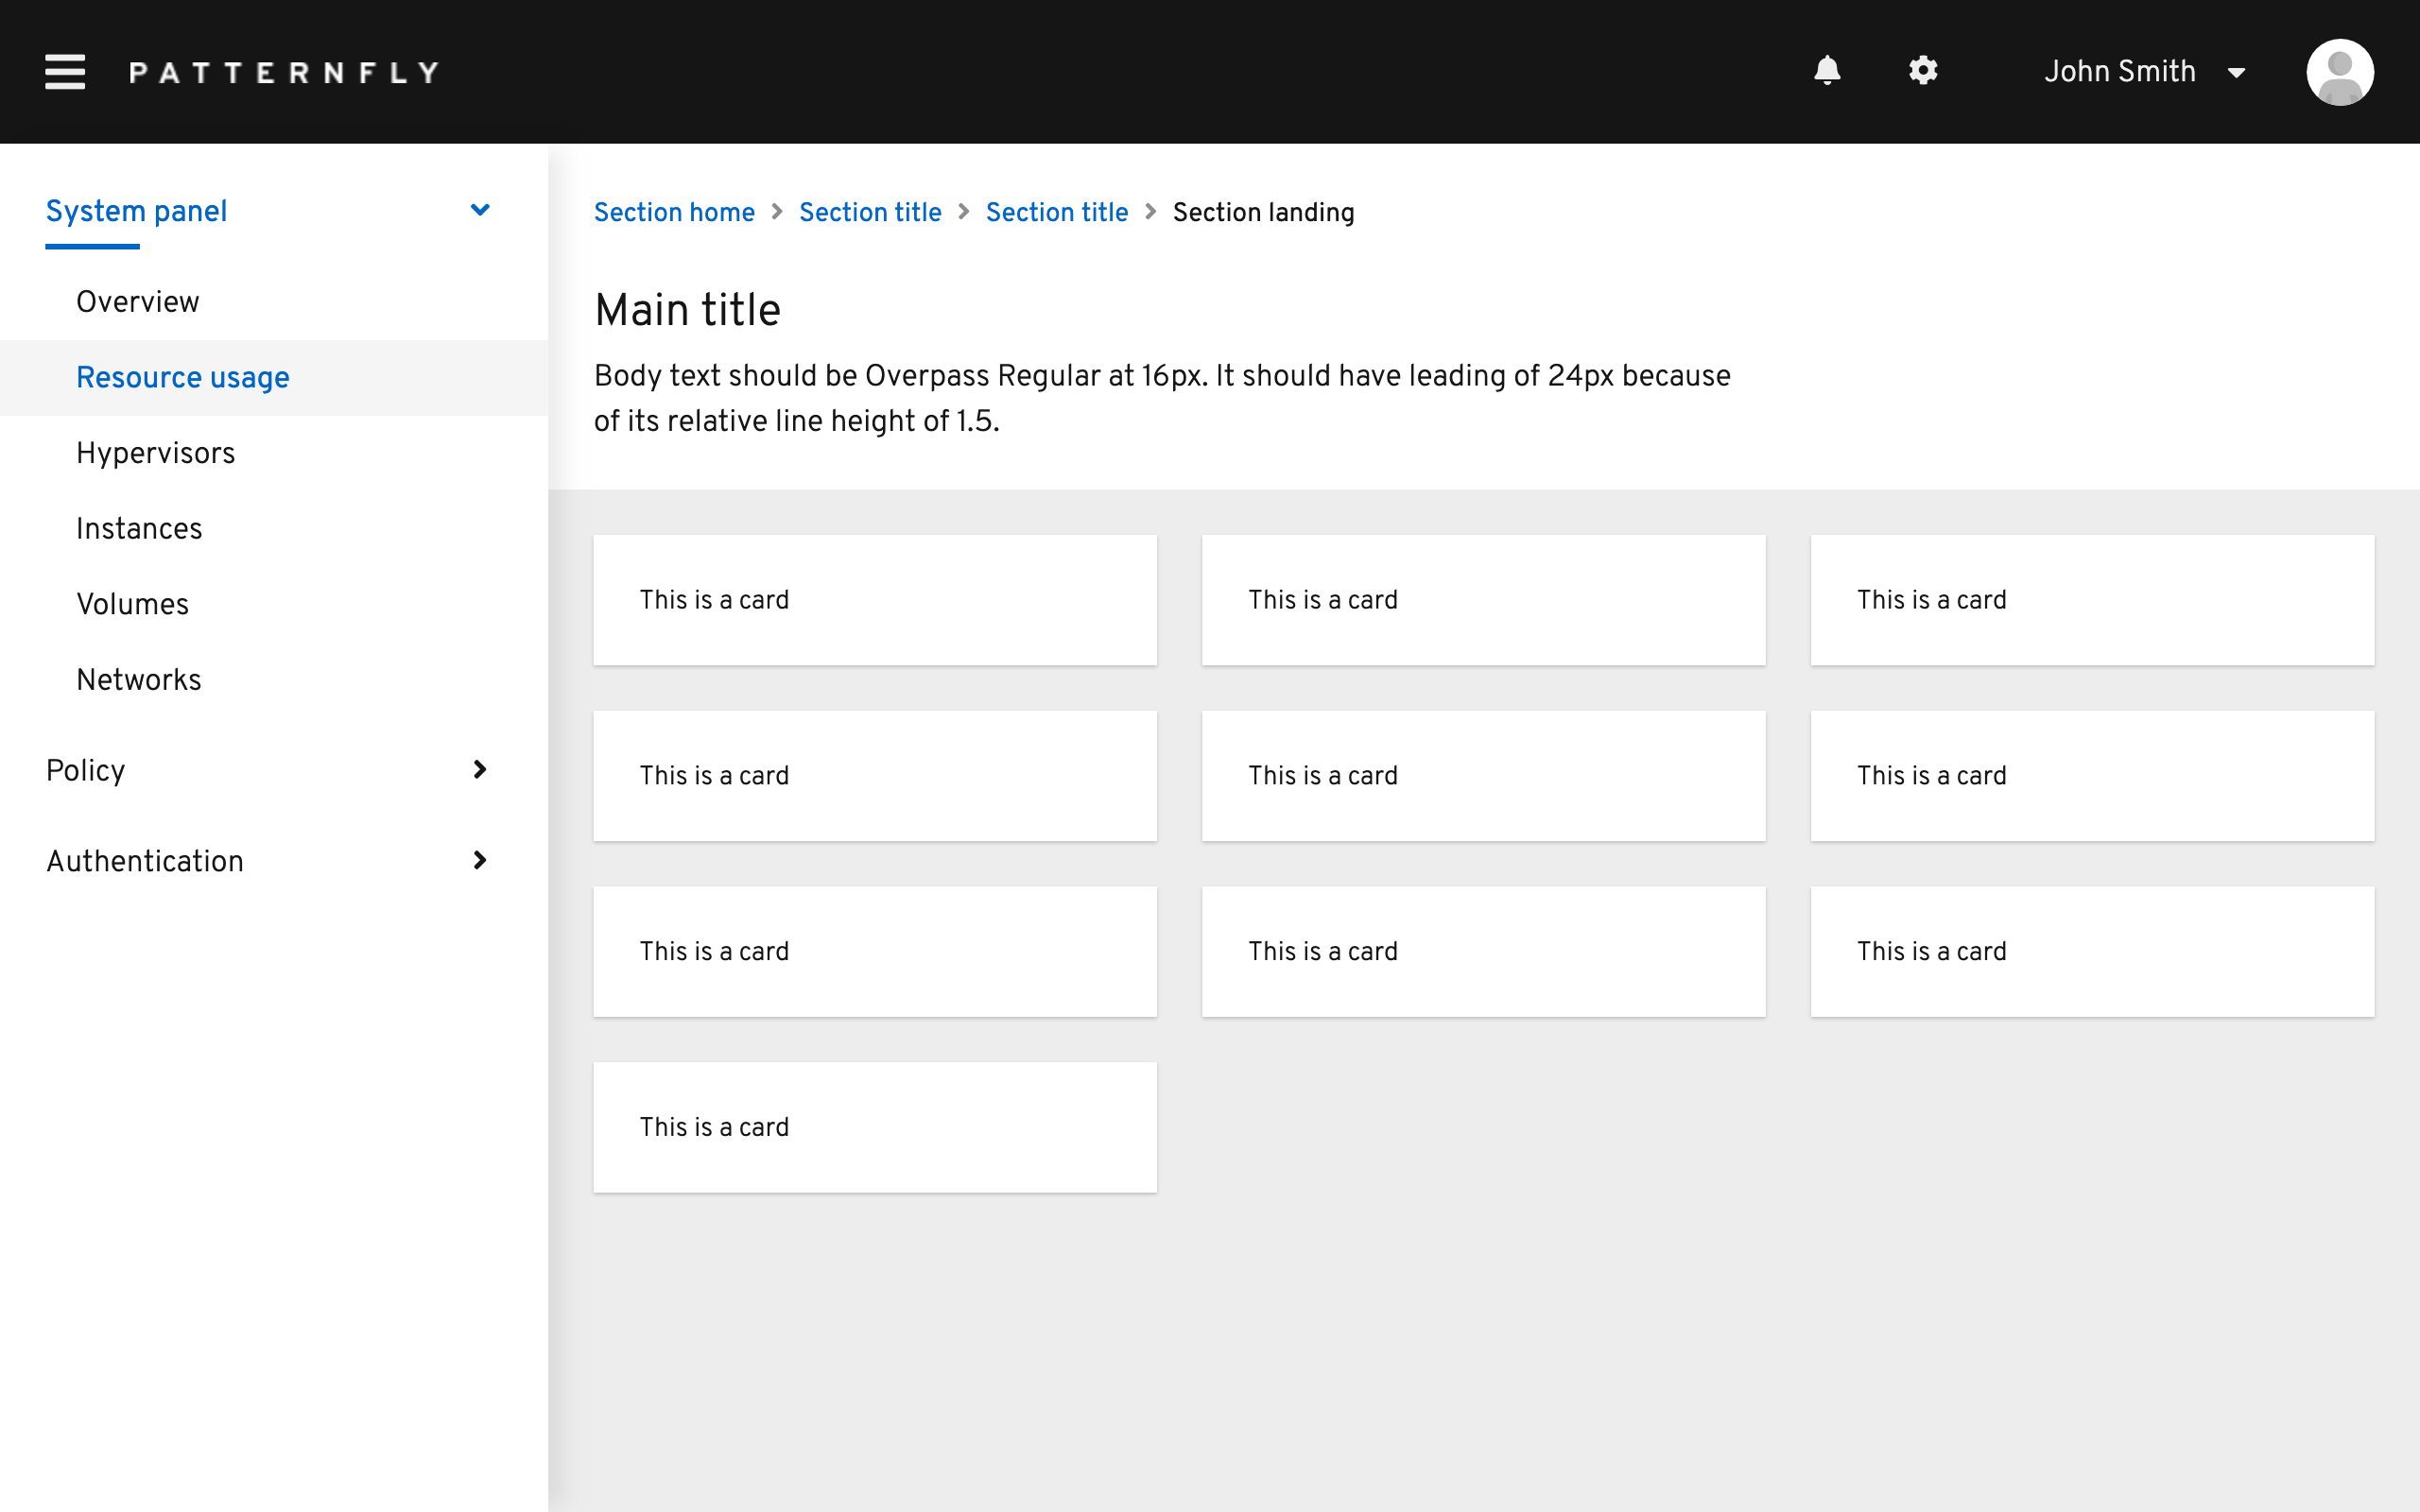 PATTERNFLY
John Smith
System panel
Overview
Resource usage
Hypervisors
Instances
Volumes
Networks
Policy
Authentication
Section home > Section title > Section title > Section landing
Main title
Body text should be Overpass Regular at 16px. It should have leading of 24px because
of its relative line height of 1.5.
This is a card
This is a card
This is a card
This is a card
This is a card
This is a card
This is a card
This is a card
This is a card
This is a card